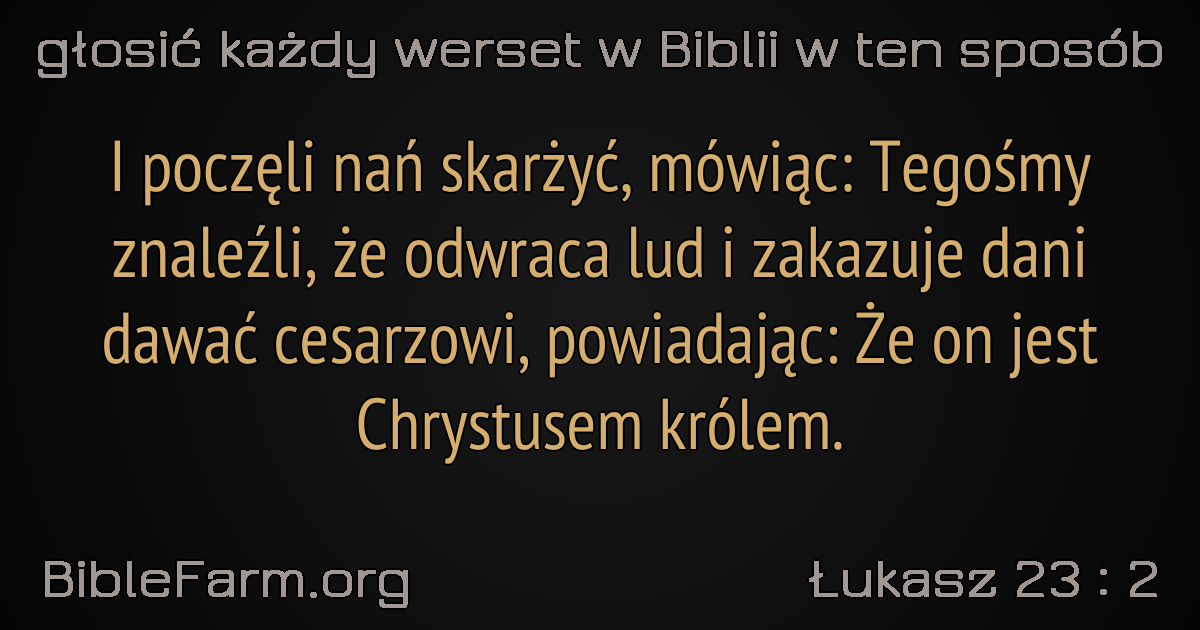 głosić każdy werset w Biblii w ten sposób
I poczęli nań skarżyć, mówiąc: Tegośmy
znaleźli, że odwraca lud i zakazuje dani
dawać cesarzowi, powiadając: Że on jest
Chrystusem królem.
BibleFarm.org
Łukasz 23 : 2